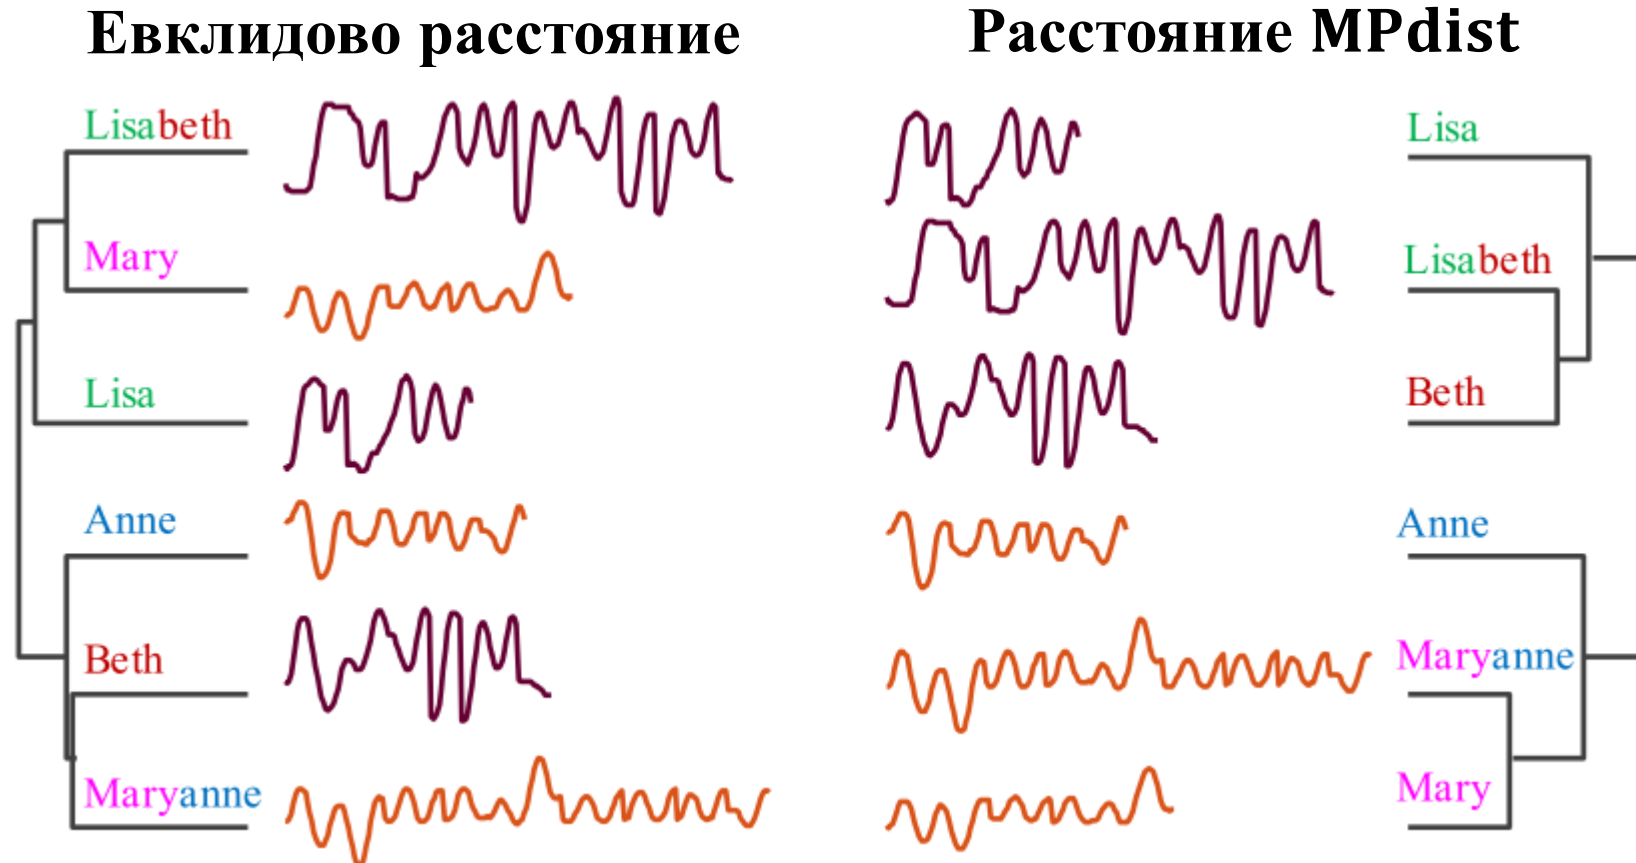 Евклидово расстояние
Lisabeth
Mary
Lisa
Anne
Beth
Maryanne
Расстояние MPdist
Lisa
Lisabeth
Beth
Anne
Maryanne
Mary